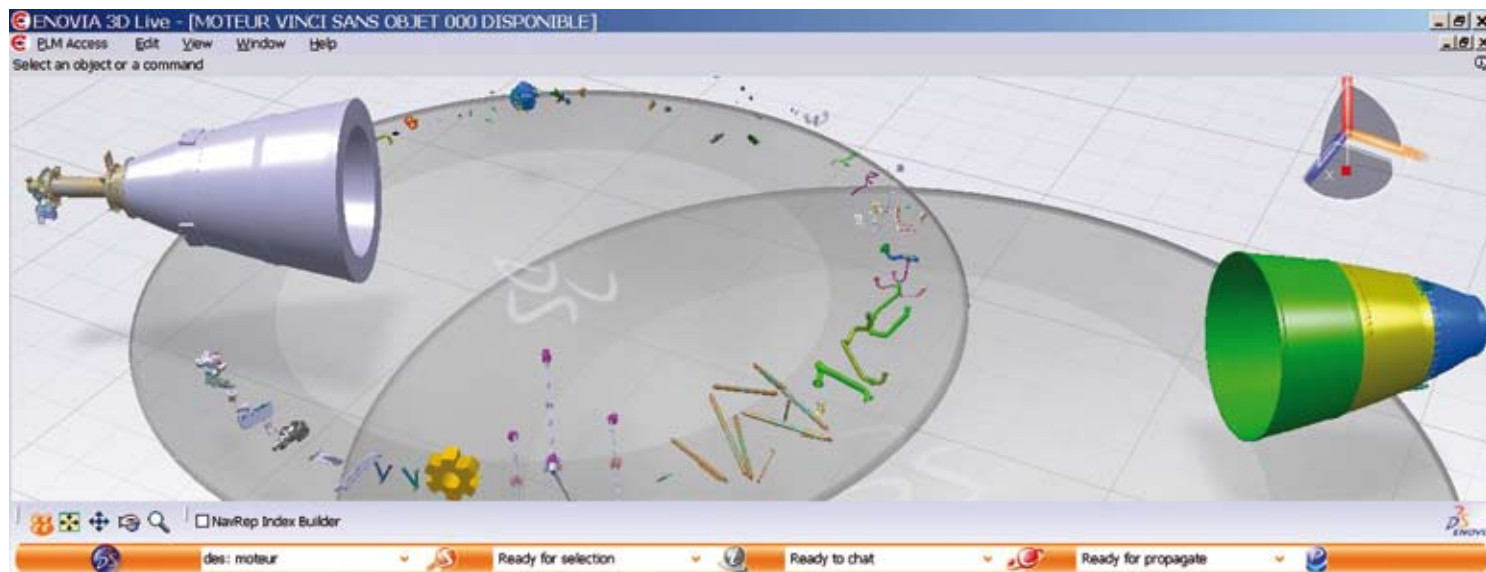 ENOVIA 3D Live - [MOTEUR VINCI SANS OBJET 000 DISPONIBLE]
PLM Access Edit View Window Help
Select an object or a command
NavRep Index Builder
ENOVIA
des: moteur Ready for selection Ready to chat Ready for propagate